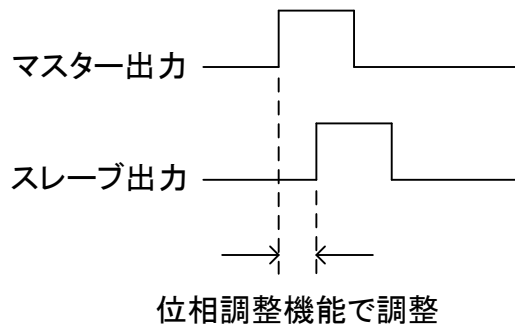 マスター出力
スレーブ出力
位相調整機能で調整